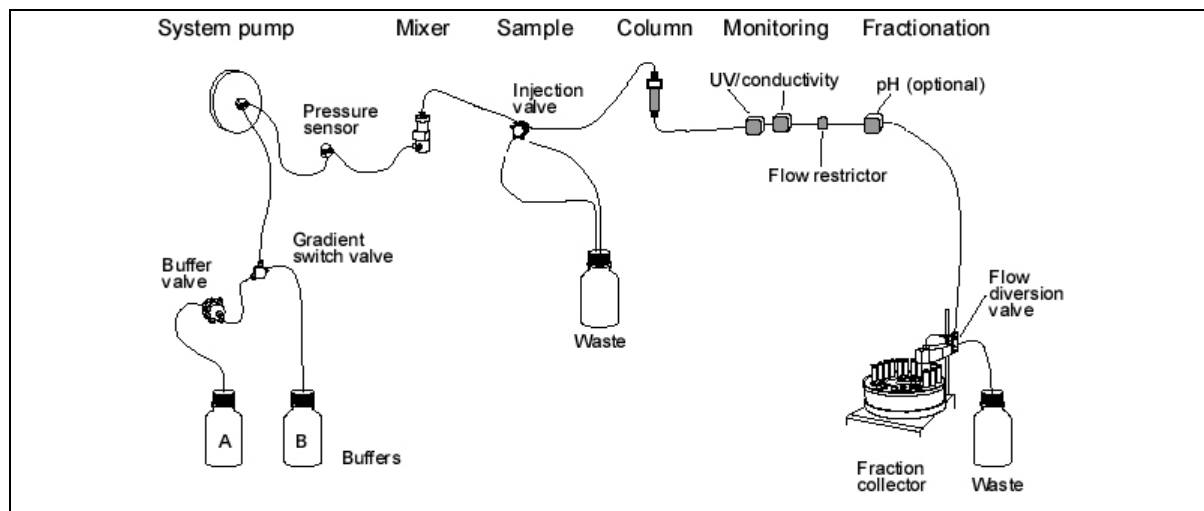 System pump
Mixer
Sample
Column
Monitoring
Fractionation
UV/conductivity
pH (optional)
Injection
valve
Pressure
sensor
Flow restrictor
Gradient
switch valve
Buffer
valve
Flow
diversion
valve
Waste
A
B
Buffers
Fraction
collector
Waste